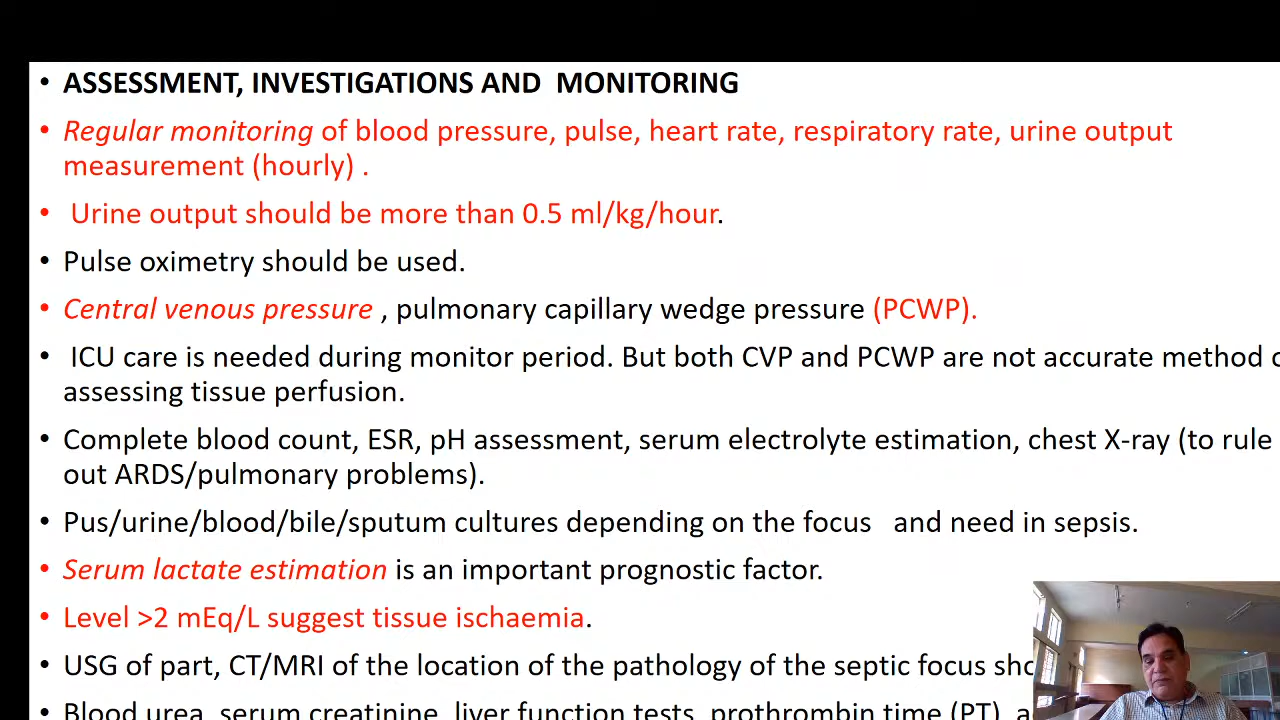 • ASSESSMENT, INVESTIGATIONS AND MONITORING
• Regular monitoring of blood pressure, pulse, heart rate, respiratory rate, urine output
measurement (hourly) .
• Urine output should be more than 0.5 ml/kg/hour.
• Pulse oximetry should be used.
• Central venous pressure , pulmonary capillary wedge pressure (PCWP).
• ICU care is needed during monitor period. But both CVP and PCWP are not accurate method
assessing tissue perfusion.
• Complete blood count, ESR, pH assessment, serum electrolyte estimation, chest X-ray (to rule
out ARDS/pulmonary problems).
• Pus/urine/blood/bile/sputum cultures depending on the focus and need in sepsis.
• Serum lactate estimation is an important prognostic factor.
• Level >2 mEq/L suggest tissue ischaemia.
• USG of part, CT/MRI of the location of the pathology of the septic focus
• Blood urea, serum creatinine, liver function tests, prothrombin time (PT),